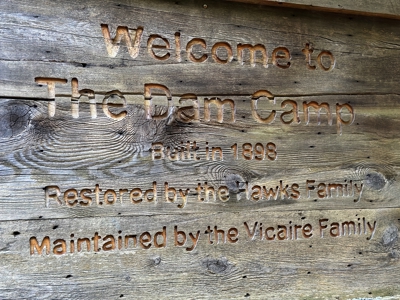 Welcome to
The Dam Camp
Built in 1898
Restored by the Hawks Family
Maintained by the Vicaire Family